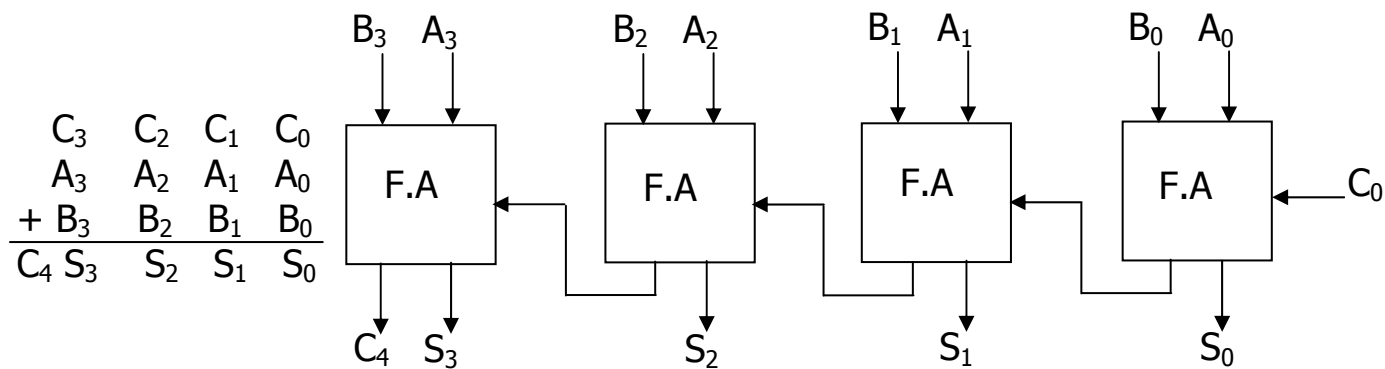 B₃ A₃ B₂ A₂ B₁ A₁ B₀ A₀
C₃ C₂ C₁ C₀
A₃ A₂ A₁ A₀
+ B₃ B₂ B₁ B₀
C₄ S₃ S₂ S₁ S₀
F.A F.A F.A F.A
C₀
C₄ S₃ S₂ S₁ S₀